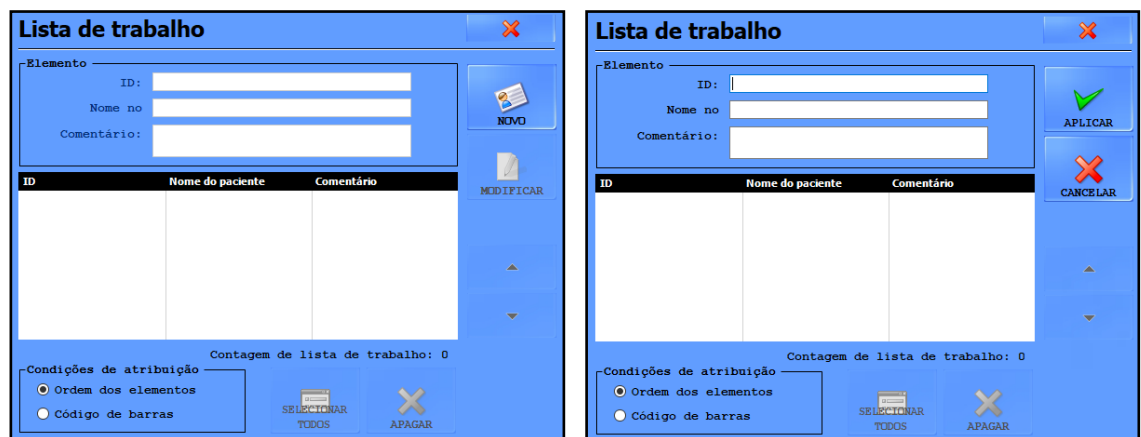 Lista de trabalho
Elemento
ID:
Nome no
Comentário:
NOVO
MODIFICAR
ID Nome do paciente Comentário
Contagem de lista de trabalho: 0
Condições de atribuição
Ordem dos elementos
Código de barras
SELECIONAR TODOS
APAGAR
Lista de trabalho
Elemento
ID:
Nome no
Comentário:
APLICAR
CANCELAR
ID Nome do paciente Comentário
Contagem de lista de trabalho: 0
Condições de atribuição
Ordem dos elementos
Código de barras
SELECIONAR TODOS
APAGAR